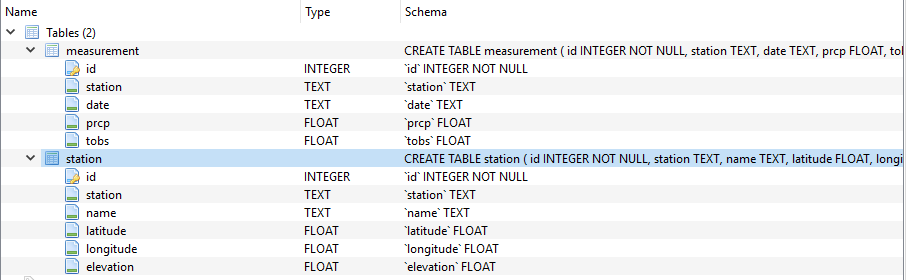 Name Type Schema
Tables (2)
measurement CREATE TABLE measurement ( id INTEGER NOT NULL, station TEXT, date TEXT, prcp FLOAT, tol
id INTEGER `id` INTEGER NOT NULL
station TEXT `station` TEXT
date TEXT `date` TEXT
prcp FLOAT `prcp` FLOAT
tobs FLOAT `tobs` FLOAT
station CREATE TABLE station ( id INTEGER NOT NULL, station TEXT, name TEXT, latitude FLOAT, longi
id INTEGER `id` INTEGER NOT NULL
station TEXT `station` TEXT
name TEXT `name` TEXT
latitude FLOAT `latitude` FLOAT
longitude FLOAT `longitude` FLOAT
elevation FLOAT `elevation` FLOAT